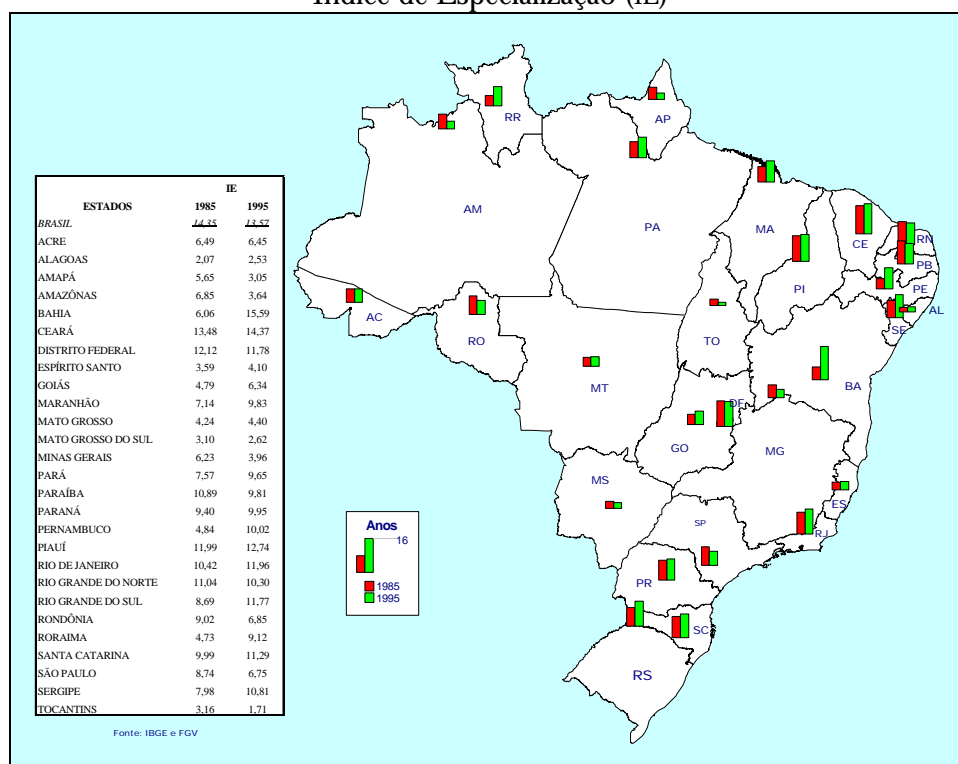 Índice de Especialização (IE)
IE
ESTADOS 1985 1995
BRASIL 14,35 13,57
ACRE 6,49 6,45
ALAGOAS 2,07 2,53
AMAPÁ 5,65 3,05
AMAZÔNAS 6,85 3,64
BAHIA 6,06 15,59
CEARÁ 13,48 14,37
DISTRITO FEDERAL 12,12 11,78
ESPÍRITO SANTO 3,59 4,10
GOIÁS 4,79 6,34
MARANHÃO 7,14 9,83
MATO GROSSO 4,24 4,40
MATO GROSSO DO SUL 3,10 2,62
MINAS GERAIS 6,23 3,96
PARÁ 7,57 9,65
PARAÍBA 10,89 9,81
PARANÁ 9,40 9,95
PERNAMBUCO 4,84 10,02
PIAUÍ 11,99 12,74
RIO DE JANEIRO 10,42 11,96
RIO GRANDE DO NORTE 11,04 10,30
RIO GRANDE DO SUL 8,69 11,77
RONDÔNIA 9,02 6,85
RORAIMA 4,73 9,12
SANTA CATARINA 9,99 11,29
SÃO PAULO 8,74 6,75
SERGIPE 7,98 10,81
TOCANTINS 3,16 1,71
Fonte: IBGE e FGV
RR
AP
AM
PA
MA
CE
RN
PB
PI
PE
AL
SE
AC
RO
TO
MT
BA
DF
GO
MG
MS
ES
SP
RJ
PR
SC
RS
Anos
16
1985
1995